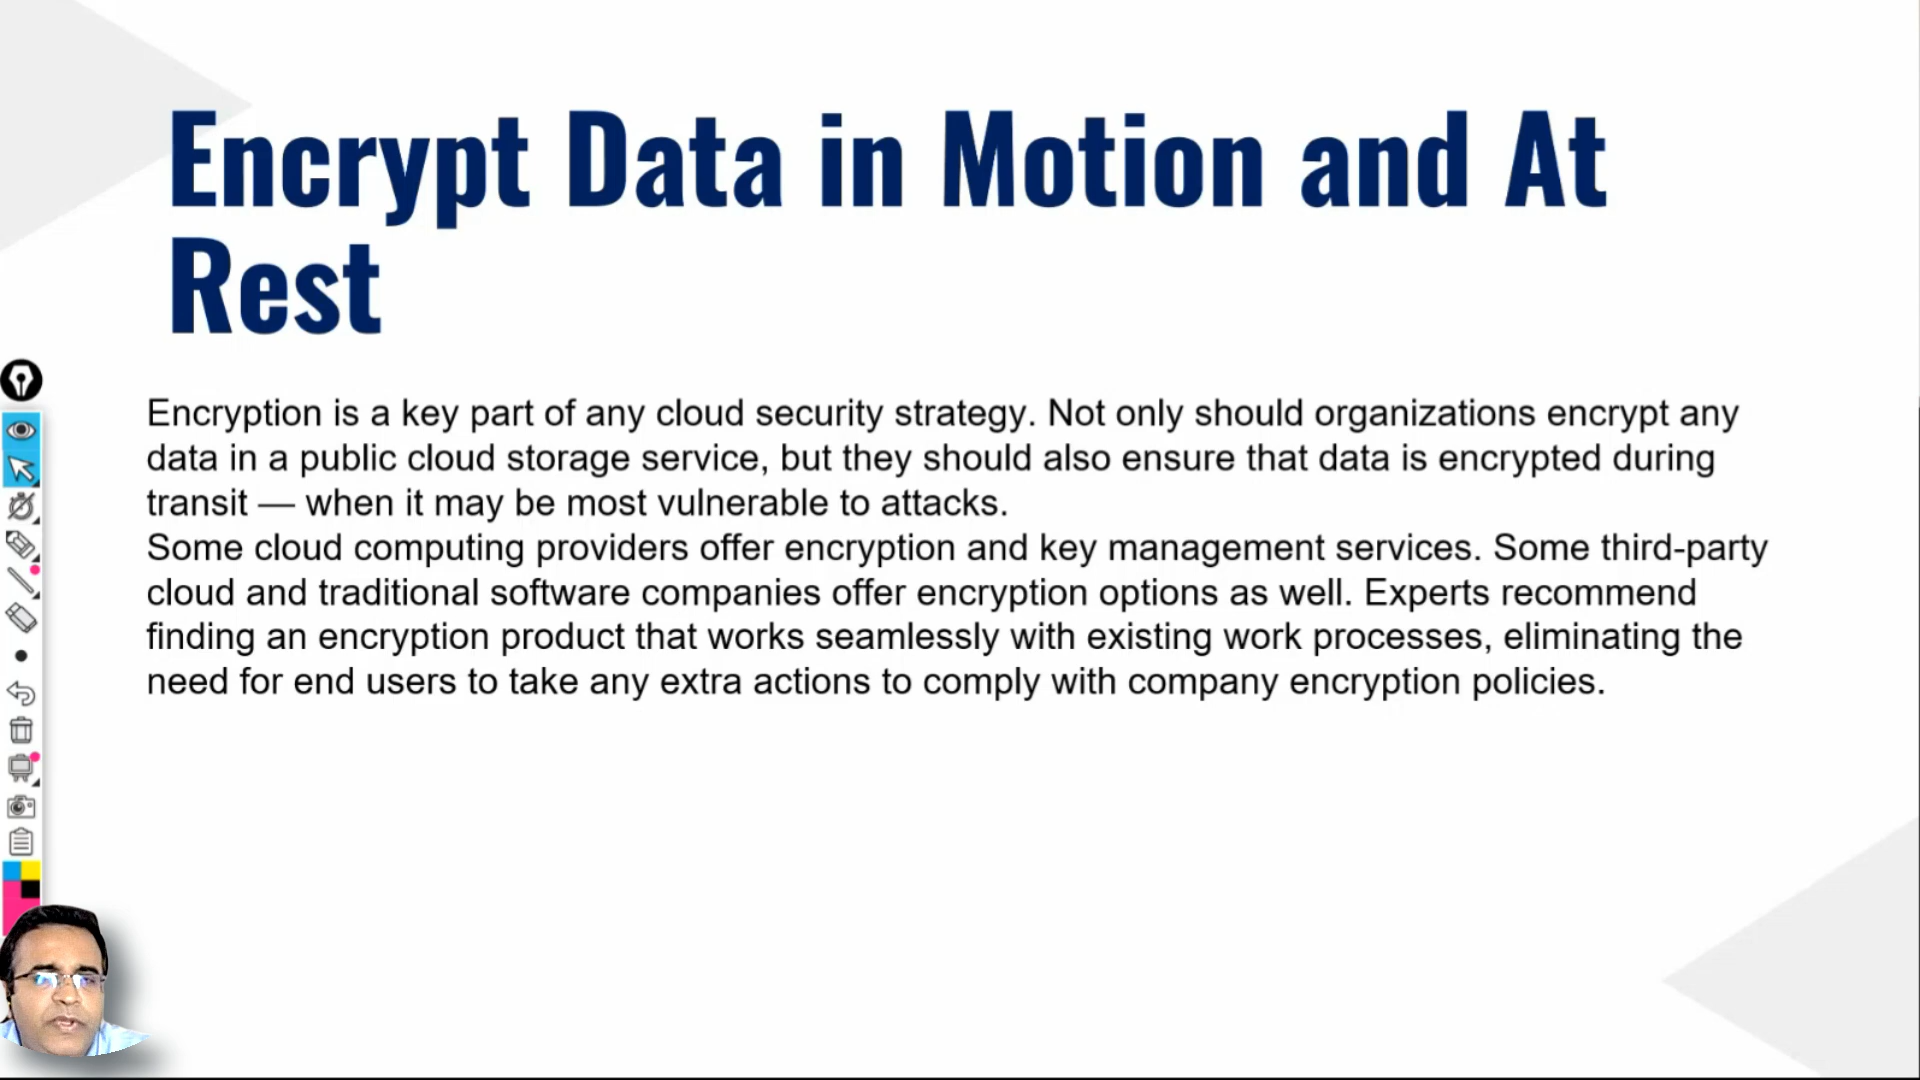 Encrypt Data in Motion and At
Rest
Encryption is a key part of any cloud security strategy. Not only should organizations encrypt any
data in a public cloud storage service, but they should also ensure that data is encrypted during
transit — when it may be most vulnerable to attacks.
Some cloud computing providers offer encryption and key management services. Some third-party
cloud and traditional software companies offer encryption options as well. Experts recommend
finding an encryption product that works seamlessly with existing work processes, eliminating the
need for end users to take any extra actions to comply with company encryption policies.